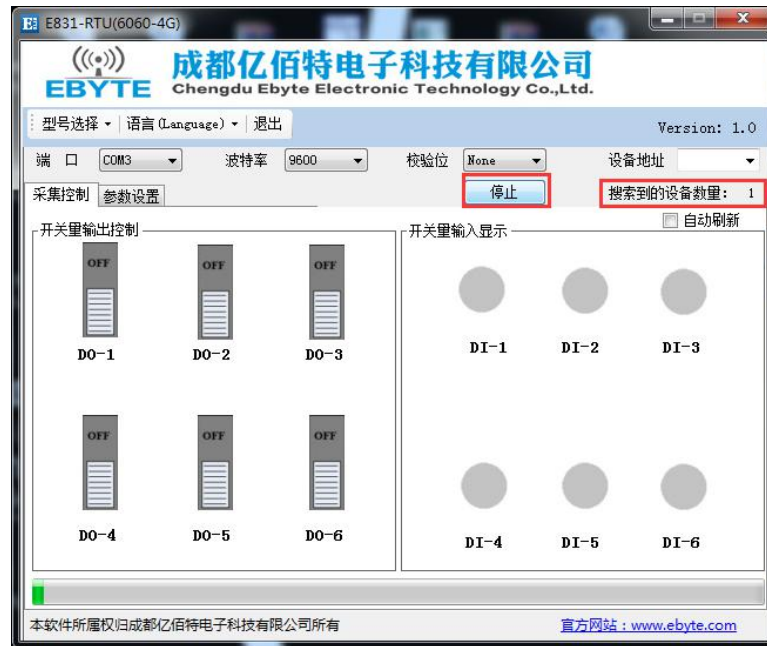 E831-RTU(6060-4G)
EBYTE
成都亿佰特电子科技有限公司
Chengdu Ebyte Electronic Technology Co.,Ltd.
型号选择 语言(Language) 退出 Version: 1.0
端 口 COM3 波特率 9600 校验位 None 设备地址
采集控制 参数设置 停止 搜索到的设备数量: 1
自动刷新
开关量输出控制 开关量输入显示
OFF OFF OFF
DO-1 DO-2 DO-3 DI-1 DI-2 DI-3
OFF OFF OFF
DO-4 DO-5 DO-6 DI-4 DI-5 DI-6
本软件所属权归成都亿佰特电子科技有限公司所有 官方网站：www.ebyte.com